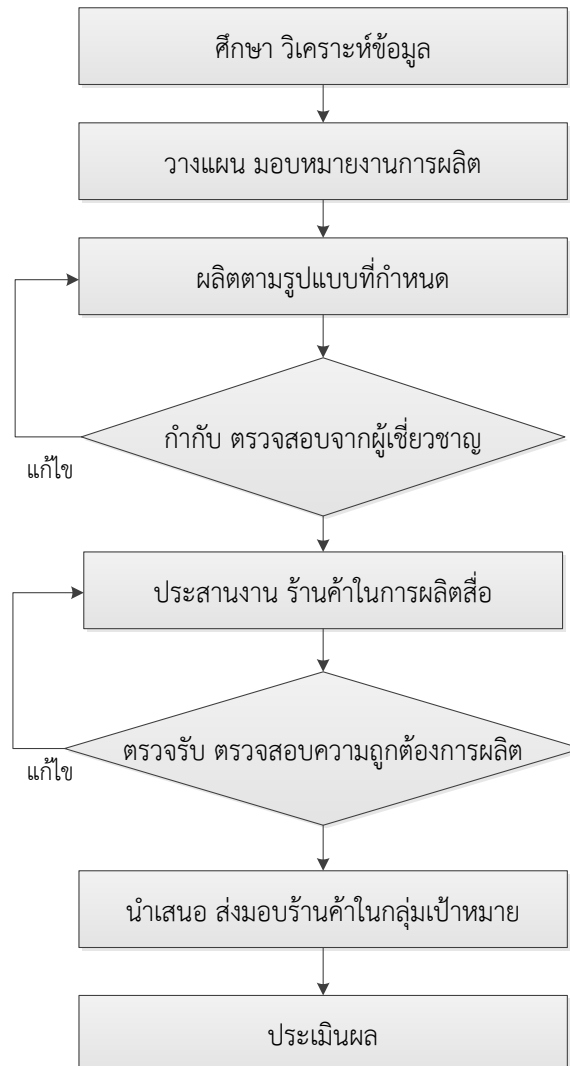 ศึกษา วิเคราะห์ข้อมูล
วางแผน มอบหมายงานการผลิต
ผลิตตามรูปแบบที่กำหนด
กำกับ ตรวจสอบจากผู้เชี่ยวชาญ
แก้ไข
ประสานงาน ร้านค้าในการผลิตสื่อ
ตรวจรับ ตรวจสอบความถูกต้องการผลิต
แก้ไข
นำเสนอ ส่งมอบร้านค้าในกลุ่มเป้าหมาย
ประเมินผล